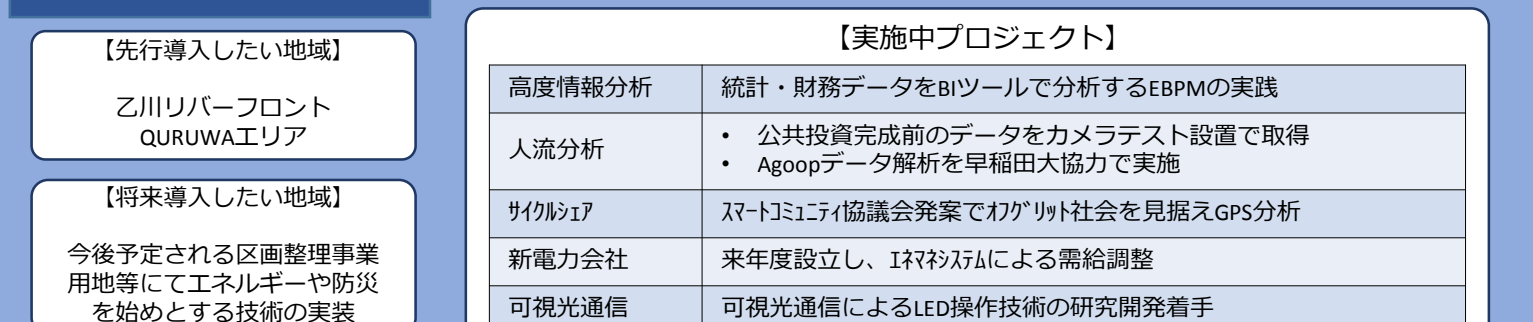 【先行導入したい地域】
乙川リバーフロント
QURUWAエリア
【将来導入したい地域】
今後予定される区画整理事業
用地等にてエネルギーや防災
を始めとする技術の実装
【実施中プロジェクト】
高度情報分析 統計・財務データをBIツールで分析するEBPMの実践
人流分析
• 公共投資完成前のデータをカメラテスト設置で取得
• Agoopデータ解析を早稲田大協力で実施
ｻｲｸﾙｼｪｱ ｽﾏｰﾄｺﾐｭﾆﾃｨ協議会発案でｵﾌｸﾞﾘｯﾄ社会を見据えGPS分析
新電力会社 来年度設立し、ｴﾈﾏﾈｼｽﾃﾑによる需給調整
可視光通信 可視光通信によるLED操作技術の研究開発着手